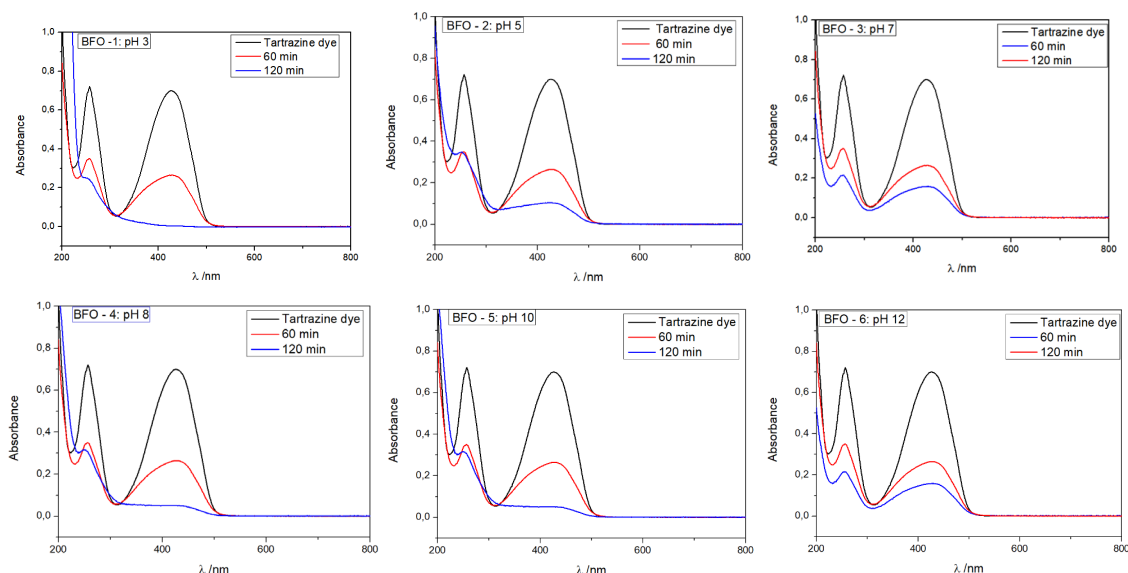 BFO -1: pH 3
Tartrazine dye
60 min
120 min
Absorbance
1,0
0,8
0,6
0,4
0,2
0,0
200 400 600 800
λ /nm
BFO - 2: pH 5
Tartrazine dye
60 min
120 min
Absorbance
1,0
0,8
0,6
0,4
0,2
0,0
200 400 600 800
λ /nm
BFO - 3: pH 7
Tartrazine dye
60 min
120 min
Absorbance
1,0
0,8
0,6
0,4
0,2
0,0
200 400 600 800
λ /nm
BFO - 4: pH 8
Tartrazine dye
60 min
120 min
Absorbance
1,0
0,8
0,6
0,4
0,2
0,0
200 400 600 800
λ /nm
BFO - 5: pH 10
Tartrazine dye
60 min
120 min
Absorbance
1,0
0,8
0,6
0,4
0,2
0,0
200 400 600 800
λ /nm
BFO - 6: pH 12
Tartrazine dye
60 min
120 min
Absorbance
1,0
0,8
0,6
0,4
0,2
0,0
200 400 600 800
λ /nm